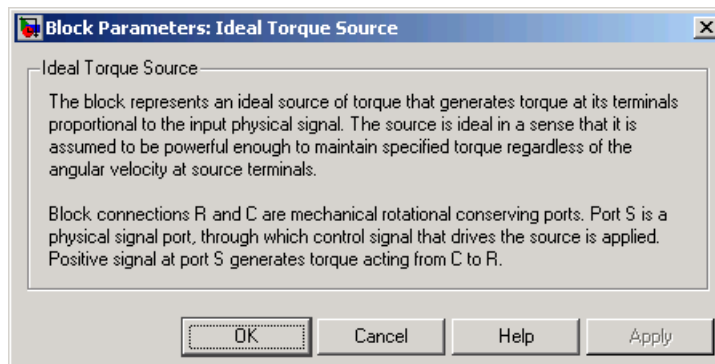 Block Parameters: Ideal Torque Source
Ideal Torque Source
The block represents an ideal source of torque that generates torque at its terminals
proportional to the input physical signal. The source is ideal in a sense that it is
assumed to be powerful enough to maintain specified torque regardless of the
angular velocity at source terminals.
Block connections R and C are mechanical rotational conserving ports. Port S is a
physical signal port, through which control signal that drives the source is applied.
Positive signal at port S generates torque acting from C to R.
OK Cancel Help Apply